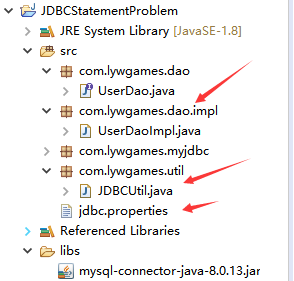 JDBCStatementProblem
JRE System Library [JavaSE-1.8]
src
com.lywgames.dao
UserDao.java
com.lywgames.dao.impl
UserDaoImpl.java
com.lywgames.myjdbc
com.lywgames.util
JDBCUtil.java
jdbc.properties
Referenced Libraries
libs
mysql-connector-java-8.0.13.jar